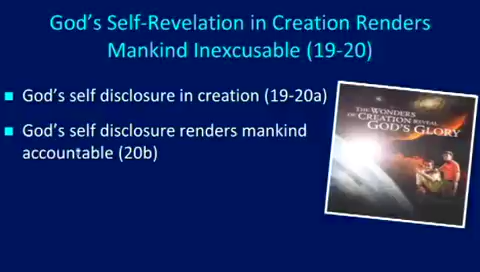 God's Self-Revelation in Creation Renders
Mankind Inexcusable (19-20)
God's self disclosure in creation (19-20a)
God's self disclosure renders mankind
accountable (20b)
THE WONDERS
OF CREATION REVEAL
GOD'S GLORY